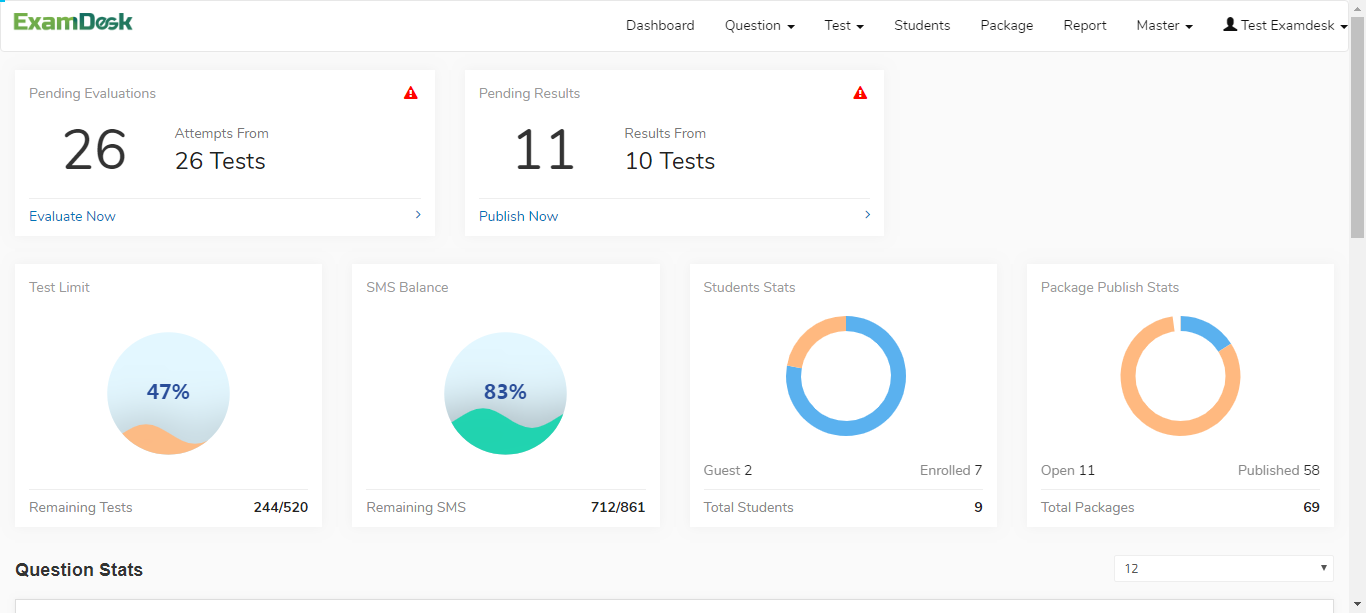 ExamDesk
Dashboard Question Test Students Package Report Master Test Examdesk
Pending Evaluations
26
Attempts From
26 Tests
Evaluate Now
Pending Results
11
Results From
10 Tests
Publish Now
Test Limit
47%
Remaining Tests 244/520
SMS Balance
83%
Remaining SMS 712/861
Students Stats
Guest 2 Enrolled 7
Total Students 9
Package Publish Stats
Open 11 Published 58
Total Packages 69
Question Stats
12